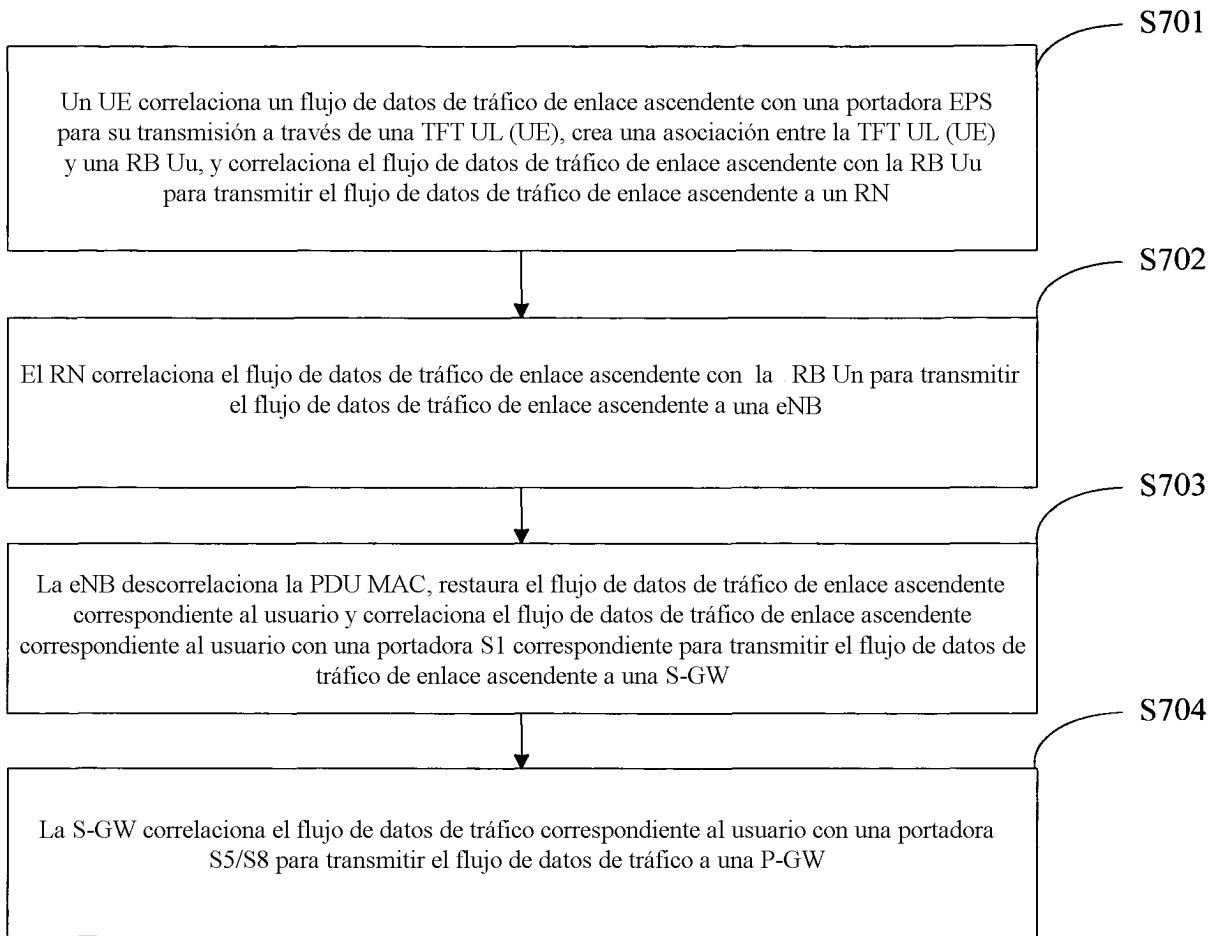 S701
Un UE correlaciona un flujo de datos de tráfico de enlace ascendente con una portadora EPS
para su transmisión a través de una TFT UL (UE), crea una asociación entre la TFT UL (UE)
y una RB Uu, y correlaciona el flujo de datos de tráfico de enlace ascendente con la RB Uu
para transmitir el flujo de datos de tráfico de enlace ascendente a un RN
S702
El RN correlaciona el flujo de datos de tráfico de enlace ascendente con la RB Un para transmitir
el flujo de datos de tráfico de enlace ascendente a una eNB
S703
La eNB descorrelaciona la PDU MAC, restaura el flujo de datos de tráfico de enlace ascendente
correspondiente al usuario y correlaciona el flujo de datos de tráfico de enlace ascendente
correspondiente al usuario con una portadora S1 correspondiente para transmitir el flujo de datos de
tráfico de enlace ascendente a una S-GW
S704
La S-GW correlaciona el flujo de datos de tráfico correspondiente al usuario con una portadora
S5/S8 para transmitir el flujo de datos de tráfico a una P-GW